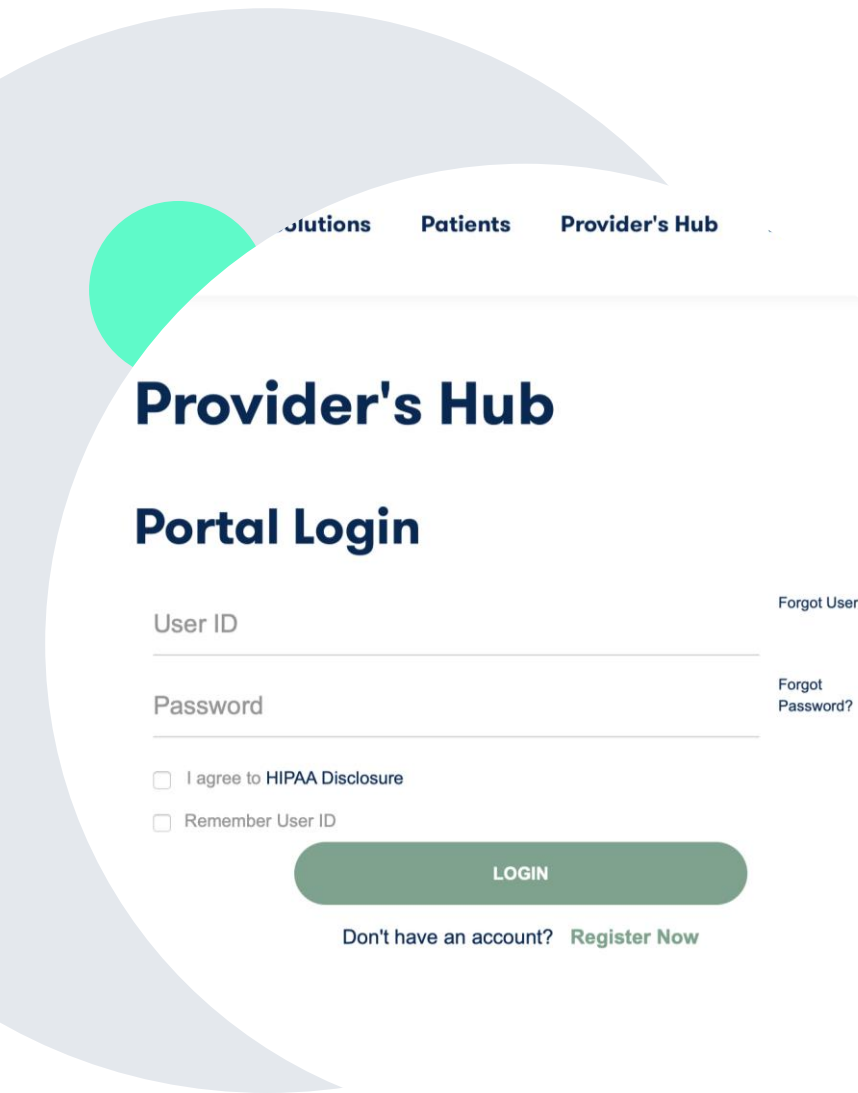 Patients Provider's Hub
Provider's Hub
Portal Login
User ID
Forgot User
Password
Forgot
Password?
I agree to HIPAA Disclosure
Remember User ID
LOGIN
Don't have an account? Register Now